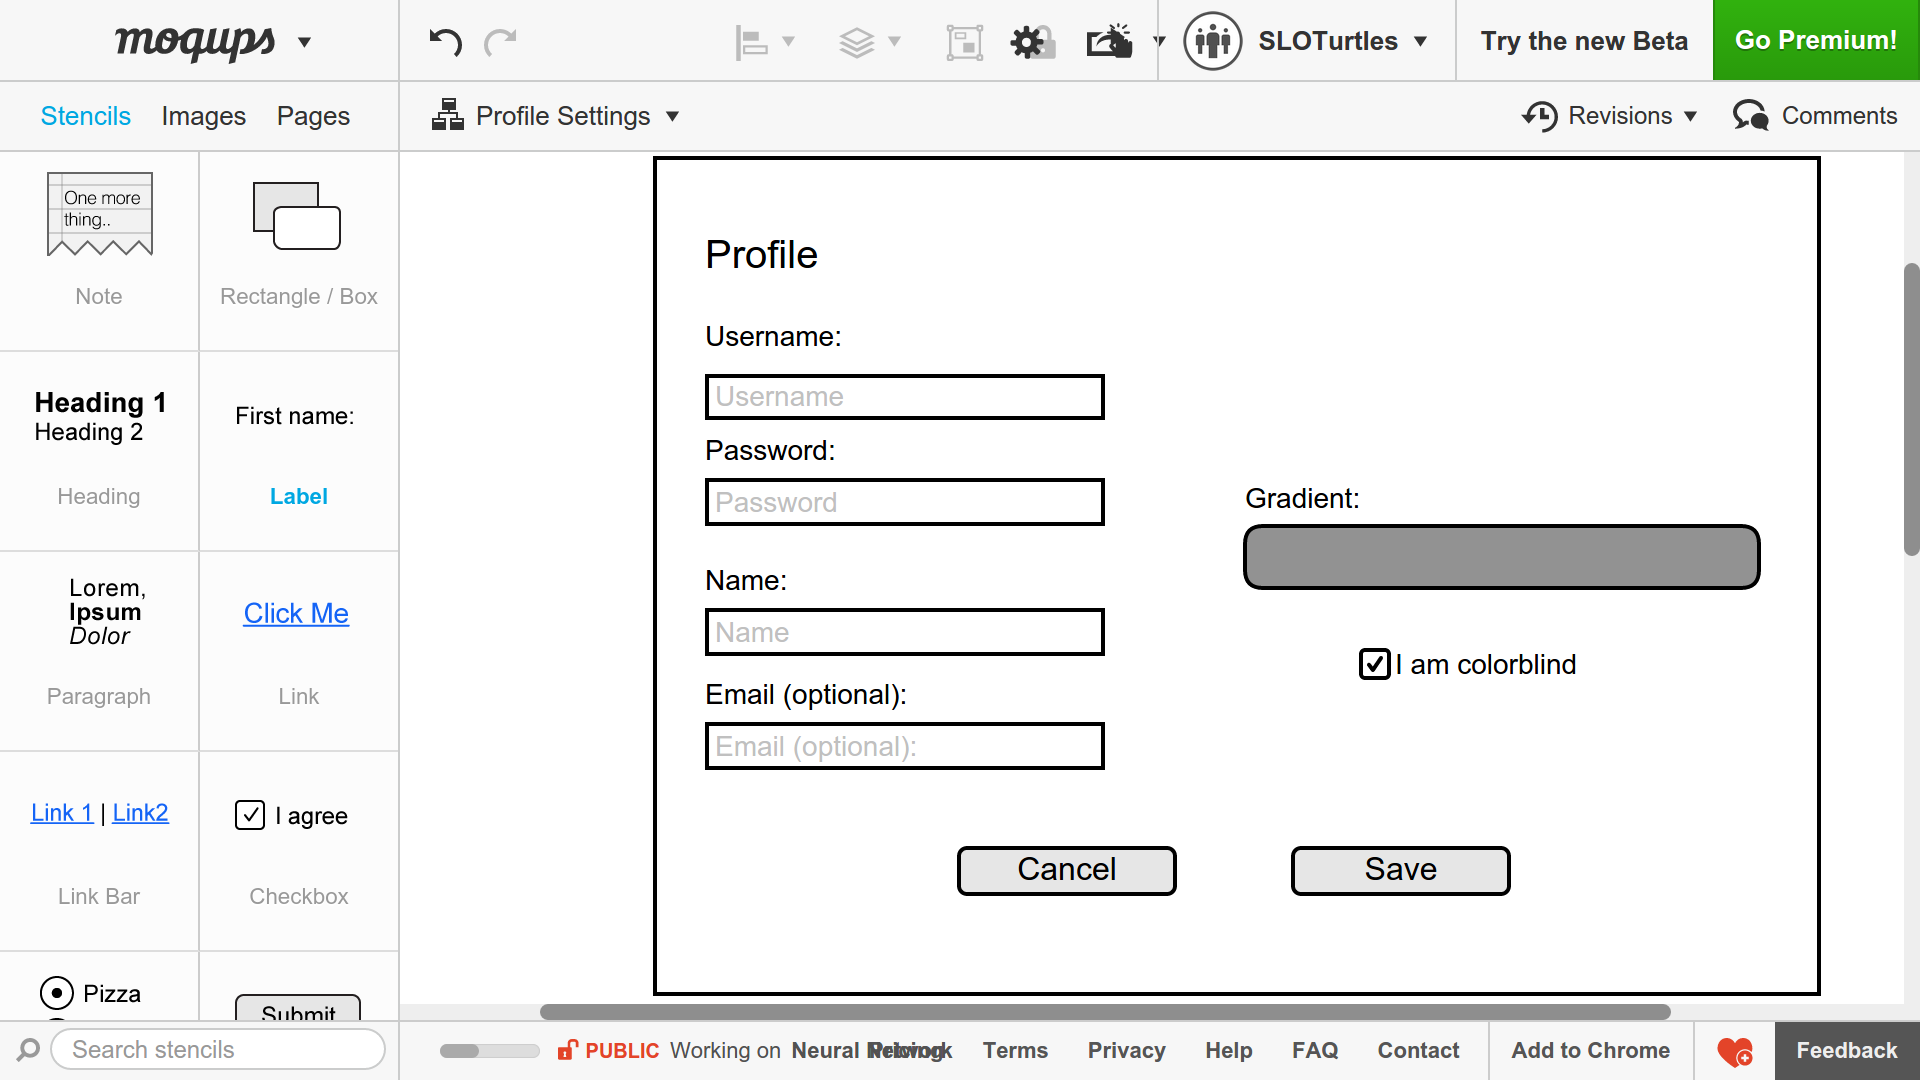 moqups
SLOTurtles
Try the new Beta
Go Premium!
Stencils Images Pages
Profile Settings
Revisions
Comments
One more
thing..
Note
Rectangle / Box
Heading 1
Heading 2
Heading
First name:
Label
Lorem,
Ipsum
Dolor
Paragraph
Click Me
Link
Link 1 | Link2
Link Bar
I agree
Checkbox
Pizza
Submit
Search stencils
Profile
Username:
Username
Password:
Password
Name:
Name
Email (optional):
Email (optional):
Gradient:
I am colorblind
Cancel
Save
PUBLIC Working on Neural Network Pricing Terms Privacy Help FAQ Contact Add to Chrome Feedback